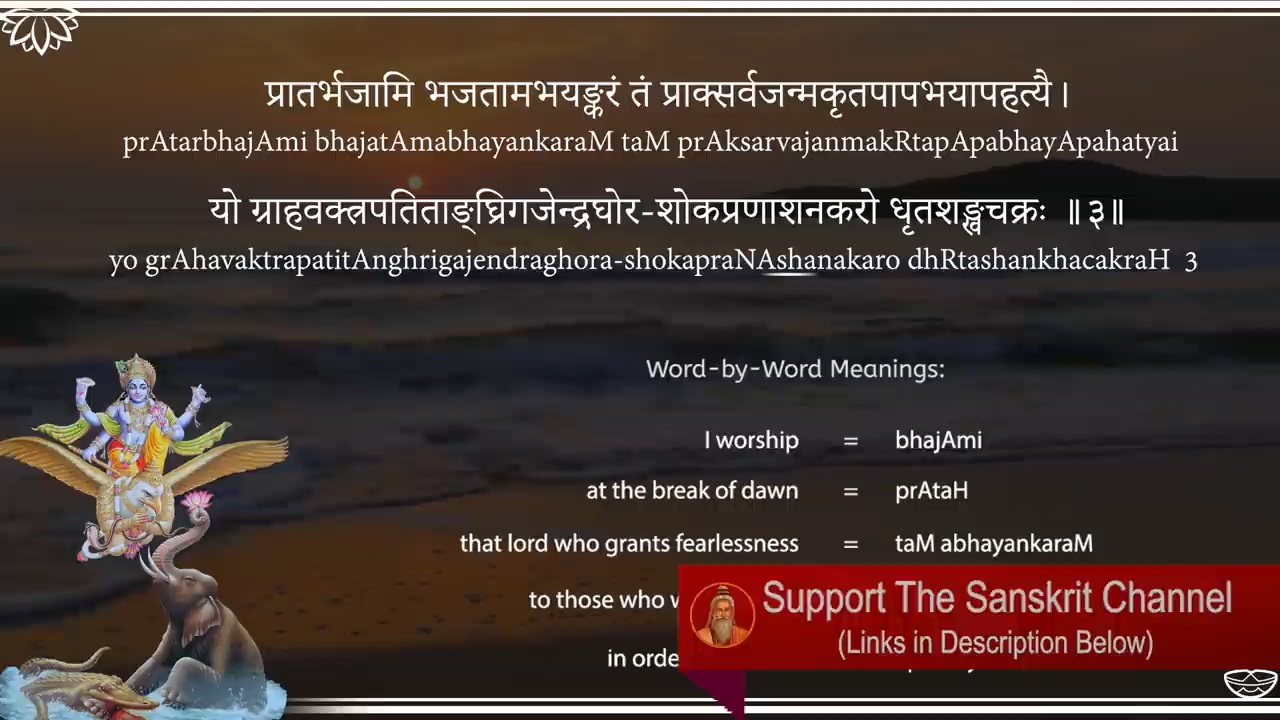 प्रातर्भजामि भजतामभयङ्करं तं प्राक्सर्वजन्मकृतपापभयापहत्यै ।
prAtarbhajAmi bhajatAmabhayankaraM taM prAksarvajanmakRtapApabhayApahatyai
यो ग्राहवक्त्रपतिताङ्घ्रिगजेन्द्रघोर-शोकप्रणाशनकरो धृतशङ्खचक्रः ॥३॥
yo grAhavaktrapatitAnghrigajendraghora-shokapraNAshanakaro dhRtashankhacakraH 3
Word-by-Word Meanings:
I worship = bhajAmi
at the break of dawn = prAtaH
that lord who grants fearlessness = taM abhayankaraM
to those who
in
Support The Sanskrit Channel
(Links in Description Below)